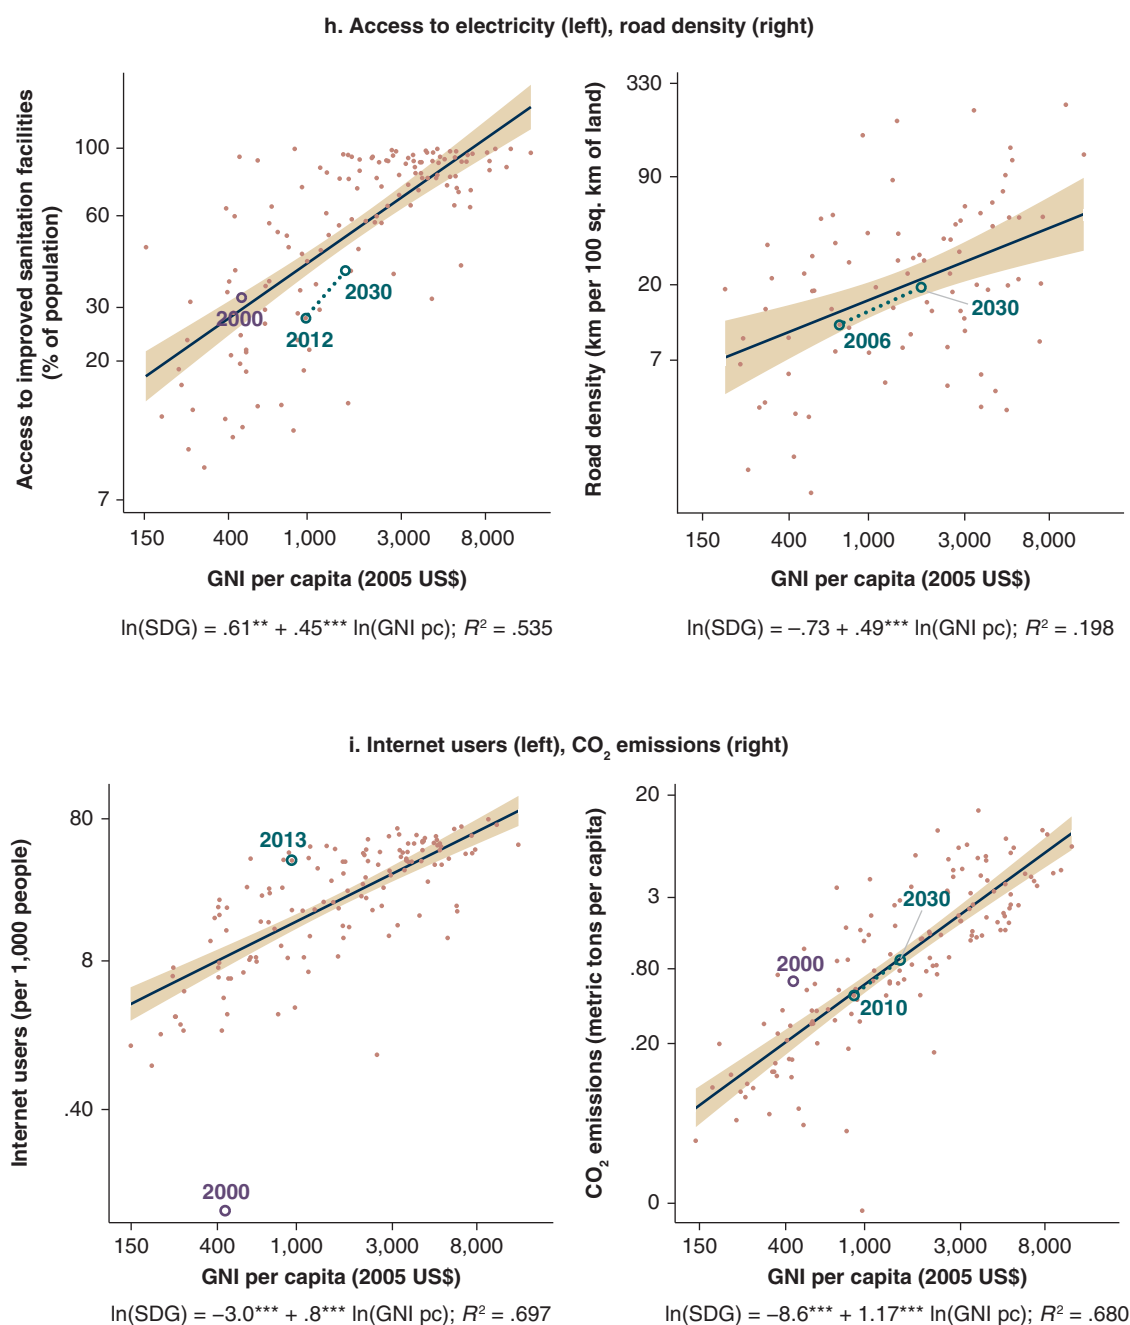 h. Access to electricity (left), road density (right)
Access to improved sanitation facilities
(% of population)
100
60
30
20
7
2000
2012
2030
150 400 1,000 3,000 8,000
GNI per capita (2005 US$)
ln(SDG) = .61** + .45*** ln(GNI pc); R² = .535
Road density (km per 100 sq. km of land)
330
90
20
7
2006
2030
150 400 1,000 3,000 8,000
GNI per capita (2005 US$)
ln(SDG) = –.73 + .49*** ln(GNI pc); R² = .198
i. Internet users (left), CO₂ emissions (right)
Internet users (per 1,000 people)
80
8
.40
2013
2000
150 400 1,000 3,000 8,000
GNI per capita (2005 US$)
ln(SDG) = –3.0*** + .8*** ln(GNI pc); R² = .697
CO₂ emissions (metric tons per capita)
20
3
.80
.20
0
2030
2000
2010
150 400 1,000 3,000 8,000
GNI per capita (2005 US$)
ln(SDG) = –8.6*** + 1.17*** ln(GNI pc); R² = .680